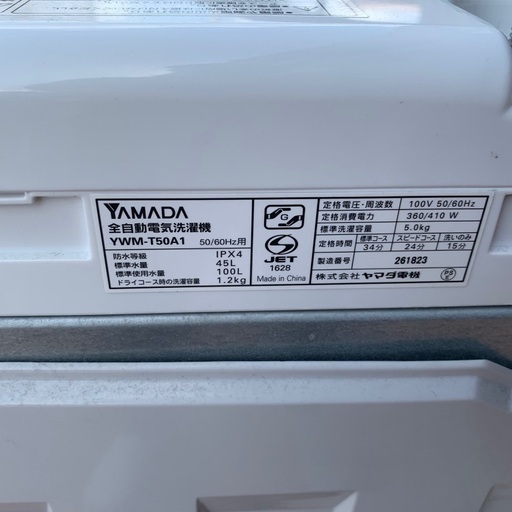 YAMADA
全自動電気洗濯機
YWM-T50A1 50/60Hz用
防水等級 IPX4
標準水量 45L
標準使用水量 100L
ドライコース時の洗濯容量 1.2kg
G
JET
1628
Made in China
定格電圧・周波数 100V 50/60Hz
定格消費電力 360/410 W
標準洗濯容量 5.0kg
目安時間 標準コース スピードコース 洗いのみ
34分 24分 15分
製造番号 261823
株式会社ヤマダ電機
PS
E